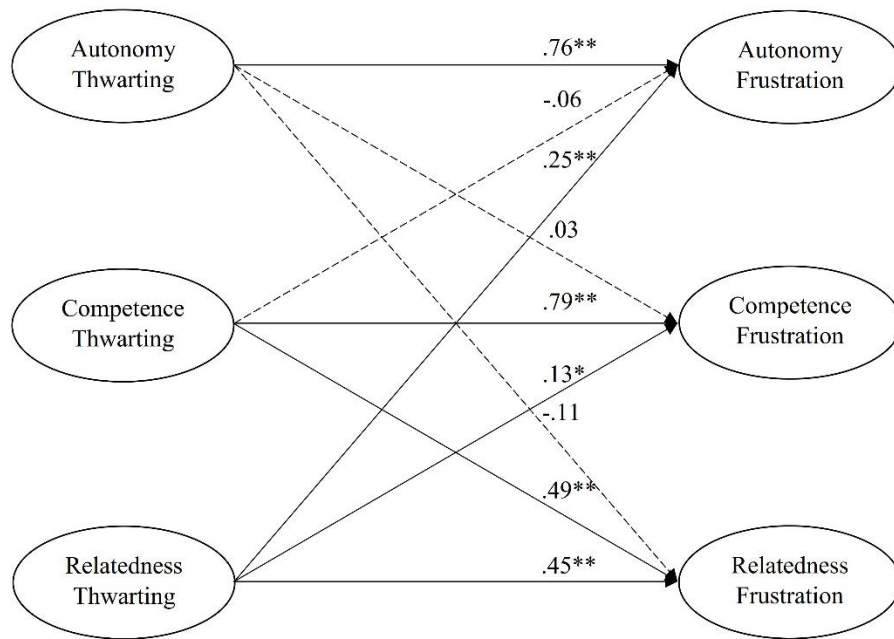 Autonomy
Thwarting
.76**
Autonomy
Frustration
-.06
.25**
.03
Competence
Thwarting
.79**
Competence
Frustration
.13*
-.11
.49**
Relatedness
Thwarting
.45**
Relatedness
Frustration